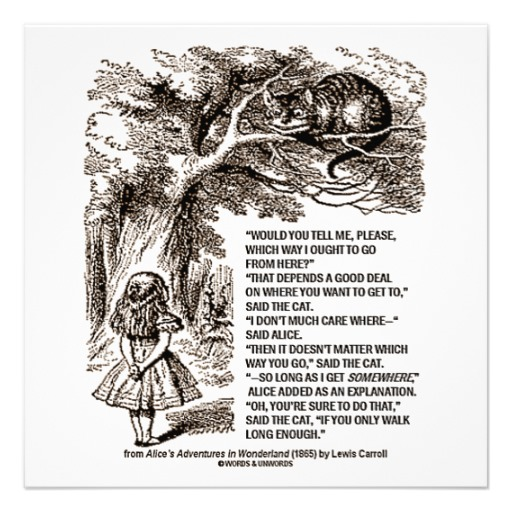 “WOULD YOU TELL ME, PLEASE,
WHICH WAY I OUGHT TO GO
FROM HERE?”
“THAT DEPENDS A GOOD DEAL
ON WHERE YOU WANT TO GET TO,”
SAID THE CAT.
“I DON’T MUCH CARE WHERE—“
SAID ALICE.
“THEN IT DOESN’T MATTER WHICH
WAY YOU GO,” SAID THE CAT.
“—SO LONG AS I GET SOMEWHERE,”
ALICE ADDED AS AN EXPLANATION.
“OH, YOU’RE SURE TO DO THAT,”
SAID THE CAT, “IF YOU ONLY WALK
LONG ENOUGH.”
from Alice’s Adventures in Wonderland (1865) by Lewis Carroll
©WORDS & UNWORDS